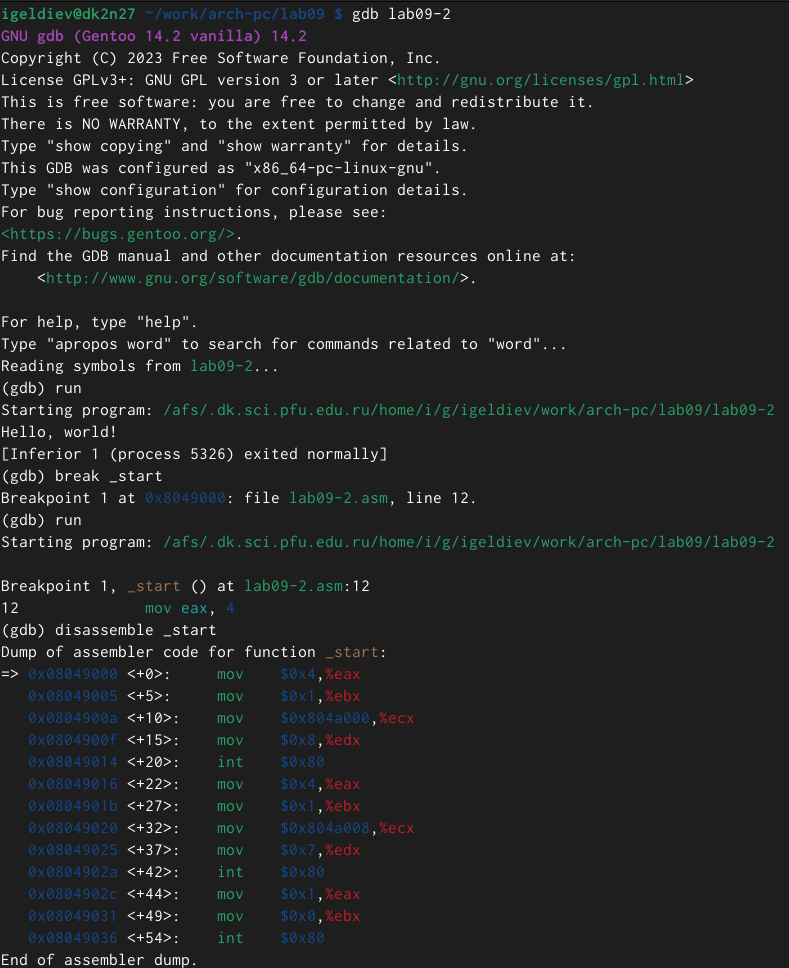 igeldiev@dk2n27 ~/work/arch-pc/lab09 $ gdb lab09-2
GNU gdb (Gentoo 14.2 vanilla) 14.2
Copyright (C) 2023 Free Software Foundation, Inc.
License GPLv3+: GNU GPL version 3 or later <http://gnu.org/licenses/gpl.html>
This is free software: you are free to change and redistribute it.
There is NO WARRANTY, to the extent permitted by law.
Type "show copying" and "show warranty" for details.
This GDB was configured as "x86_64-pc-linux-gnu".
Type "show configuration" for configuration details.
For bug reporting instructions, please see:
<https://bugs.gentoo.org/>.
Find the GDB manual and other documentation resources online at:
    <http://www.gnu.org/software/gdb/documentation/>.

For help, type "help".
Type "apropos word" to search for commands related to "word"...
Reading symbols from lab09-2...
(gdb) run
Starting program: /afs/.dk.sci.pfu.edu.ru/home/i/g/igeldiev/work/arch-pc/lab09/lab09-2
Hello, world!
[Inferior 1 (process 5326) exited normally]
(gdb) break _start
Breakpoint 1 at 0x8049000: file lab09-2.asm, line 12.
(gdb) run
Starting program: /afs/.dk.sci.pfu.edu.ru/home/i/g/igeldiev/work/arch-pc/lab09/lab09-2

Breakpoint 1, _start () at lab09-2.asm:12
12              mov eax, 4
(gdb) disassemble _start
Dump of assembler code for function _start:
=> 0x08049000 <+0>:     mov    $0x4,%eax
   0x08049005 <+5>:     mov    $0x1,%ebx
   0x0804900a <+10>:    mov    $0x804a000,%ecx
   0x0804900f <+15>:    mov    $0x8,%edx
   0x08049014 <+20>:    int    $0x80
   0x08049016 <+22>:    mov    $0x4,%eax
   0x0804901b <+27>:    mov    $0x1,%ebx
   0x08049020 <+32>:    mov    $0x804a008,%ecx
   0x08049025 <+37>:    mov    $0x7,%edx
   0x0804902a <+42>:    int    $0x80
   0x0804902c <+44>:    mov    $0x1,%eax
   0x08049031 <+49>:    mov    $0x0,%ebx
   0x08049036 <+54>:    int    $0x80
End of assembler dump.